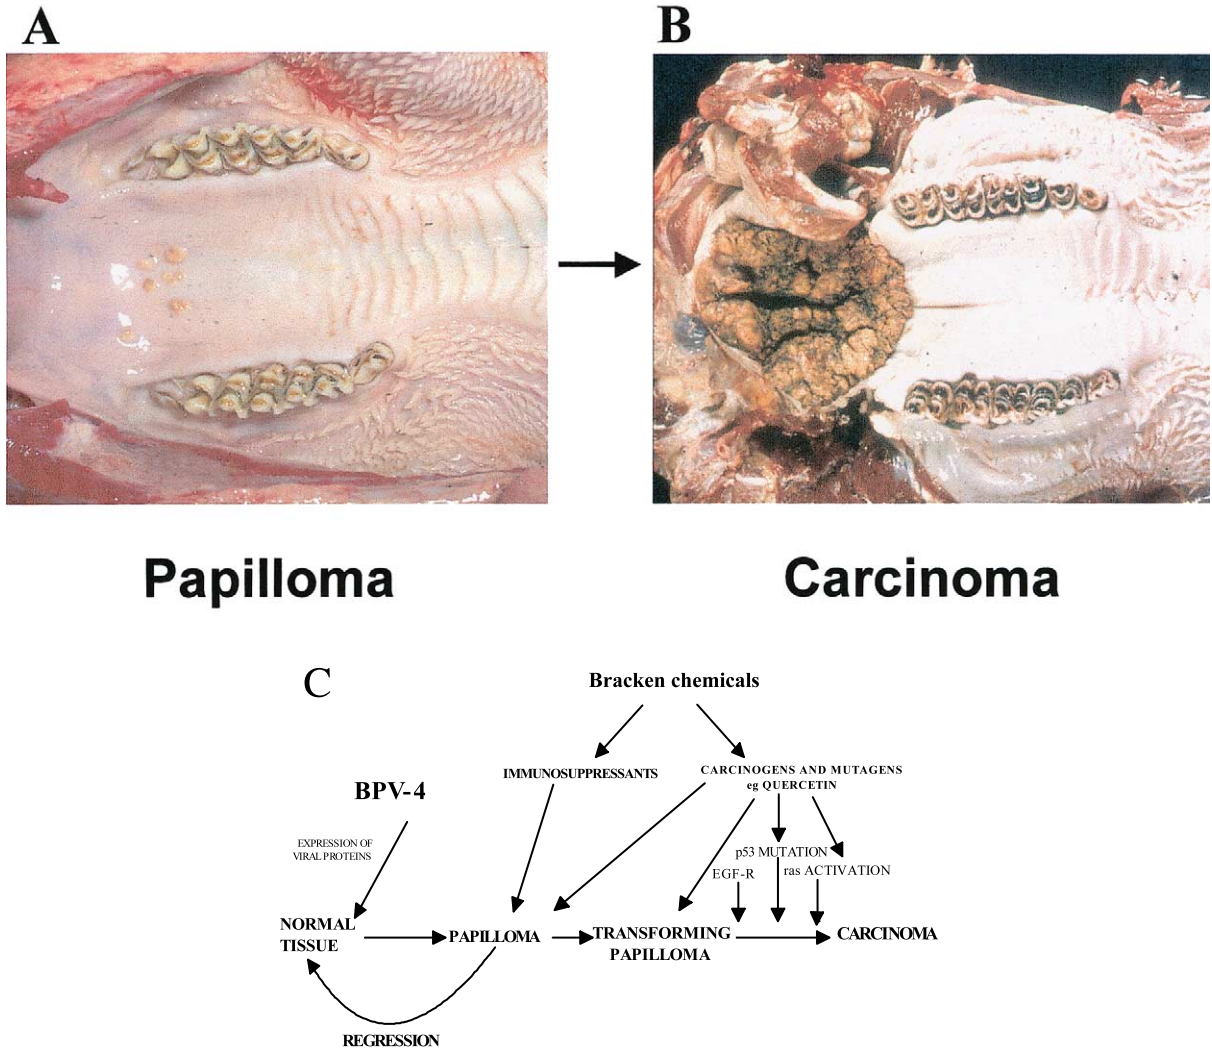 A
B
Papilloma
Carcinoma
C
Bracken chemicals
IMMUNOSUPPRESSANTS
CARCINOGENS AND MUTAGENS
eg QUERCETIN
BPV-4
EXPRESSION OF
VIRAL PROTEINS
p53 MUTATION
EGF-R
ras ACTIVATION
NORMAL
TISSUE
PAPILLOMA
TRANSFORMING
PAPILLOMA
CARCINOMA
REGRESSION